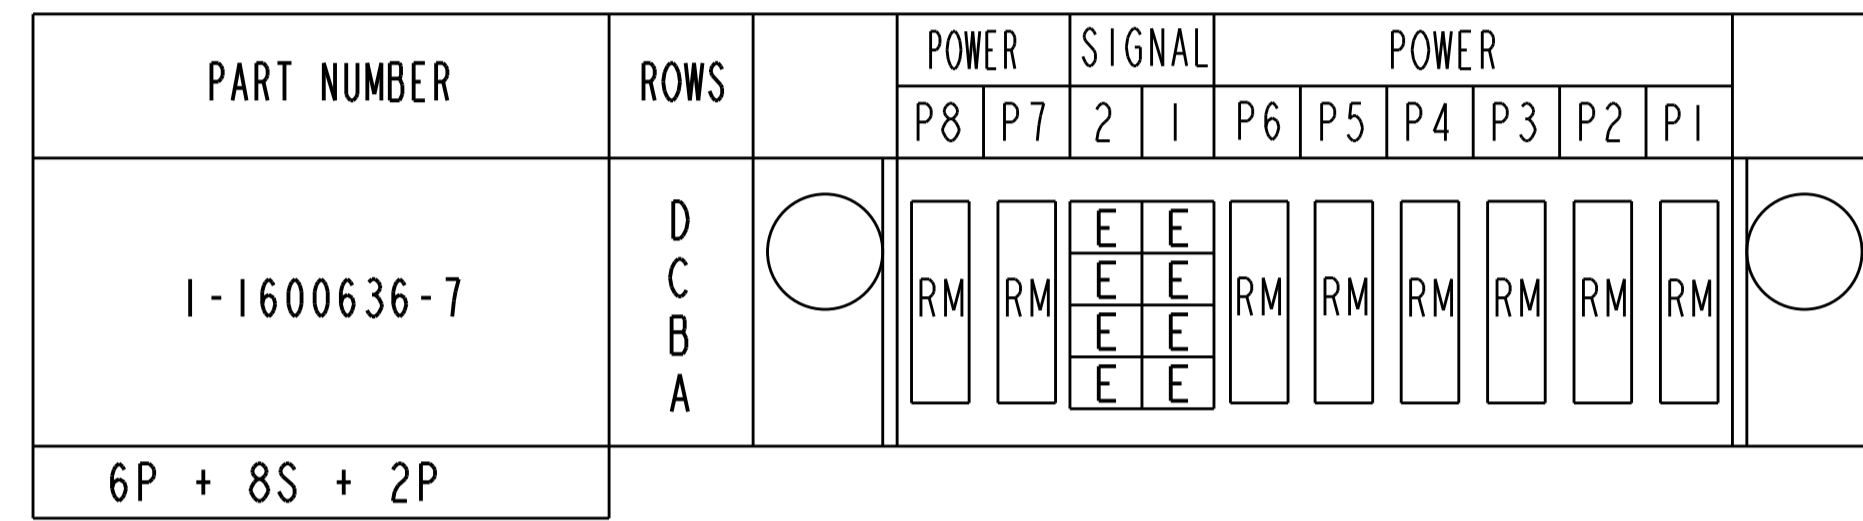 PART NUMBER ROWS POWER SIGNAL POWER
P8 P7 2 1 P6 P5 P4 P3 P2 P1
1-1600636-7
D
C
B
A
E E
E E
E E
E E
RM RM RM RM RM RM RM RM
6P + 8S + 2P